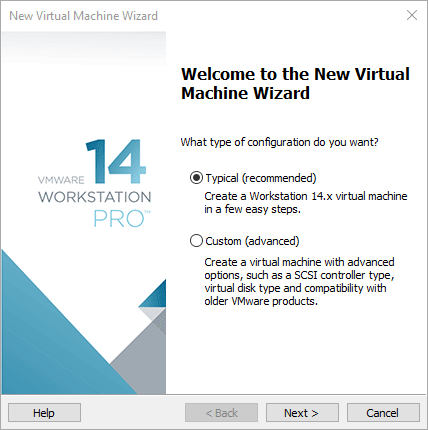 New Virtual Machine Wizard
Welcome to the New Virtual
Machine Wizard
What type of configuration do you want?
Typical (recommended)
Create a Workstation 14.x virtual machine
in a few easy steps.
Custom (advanced)
Create a virtual machine with advanced
options, such as a SCSI controller type,
virtual disk type and compatibility with
older VMware products.
14
VMWARE
WORKSTATION
PRO™
Help
< Back
Next >
Cancel